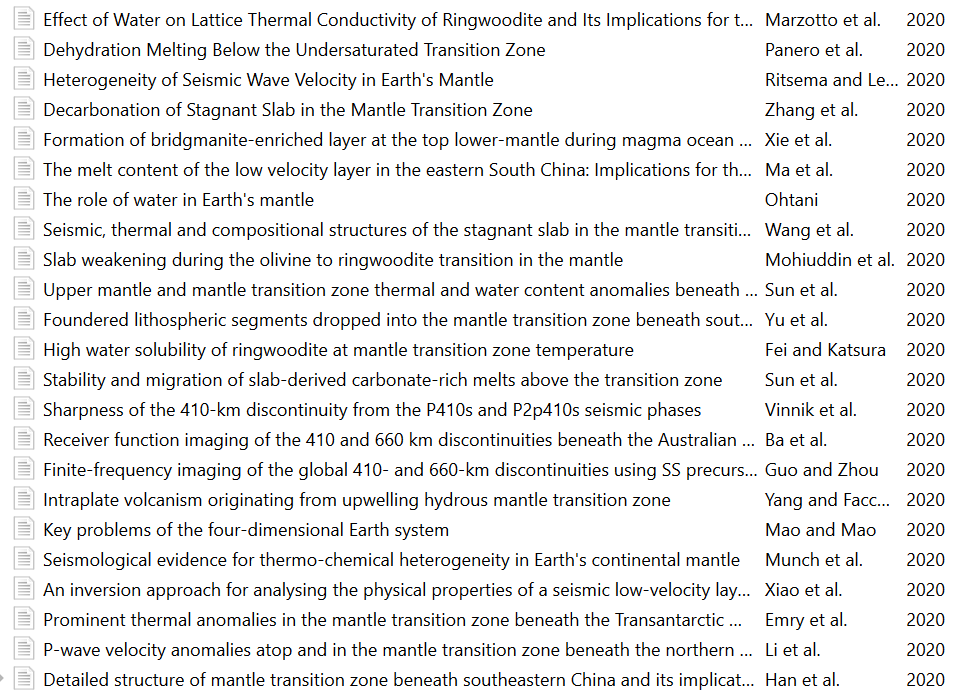 Effect of Water on Lattice Thermal Conductivity of Ringwoodite and Its Implications for t... Marzotto et al. 2020
Dehydration Melting Below the Undersaturated Transition Zone Panero et al. 2020
Heterogeneity of Seismic Wave Velocity in Earth's Mantle Ritsema and Le... 2020
Decarbonation of Stagnant Slab in the Mantle Transition Zone Zhang et al. 2020
Formation of bridgmanite-enriched layer at the top lower-mantle during magma ocean ... Xie et al. 2020
The melt content of the low velocity layer in the eastern South China: Implications for th... Ma et al. 2020
The role of water in Earth's mantle Ohtani 2020
Seismic, thermal and compositional structures of the stagnant slab in the mantle transiti... Wang et al. 2020
Slab weakening during the olivine to ringwoodite transition in the mantle Mohiuddin et al. 2020
Upper mantle and mantle transition zone thermal and water content anomalies beneath ... Sun et al. 2020
Foundered lithospheric segments dropped into the mantle transition zone beneath sout... Yu et al. 2020
High water solubility of ringwoodite at mantle transition zone temperature Fei and Katsura 2020
Stability and migration of slab-derived carbonate-rich melts above the transition zone Sun et al. 2020
Sharpness of the 410-km discontinuity from the P410s and P2p410s seismic phases Vinnik et al. 2020
Receiver function imaging of the 410 and 660 km discontinuities beneath the Australian ... Ba et al. 2020
Finite-frequency imaging of the global 410- and 660-km discontinuities using SS precurs... Guo and Zhou 2020
Intraplate volcanism originating from upwelling hydrous mantle transition zone Yang and Facc... 2020
Key problems of the four-dimensional Earth system Mao and Mao 2020
Seismological evidence for thermo-chemical heterogeneity in Earth's continental mantle Munch et al. 2020
An inversion approach for analysing the physical properties of a seismic low-velocity lay... Xiao et al. 2020
Prominent thermal anomalies in the mantle transition zone beneath the Transantarctic ... Emry et al. 2020
P-wave velocity anomalies atop and in the mantle transition zone beneath the northern ... Li et al. 2020
Detailed structure of mantle transition zone beneath southeastern China and its implicat... Han et al. 2020